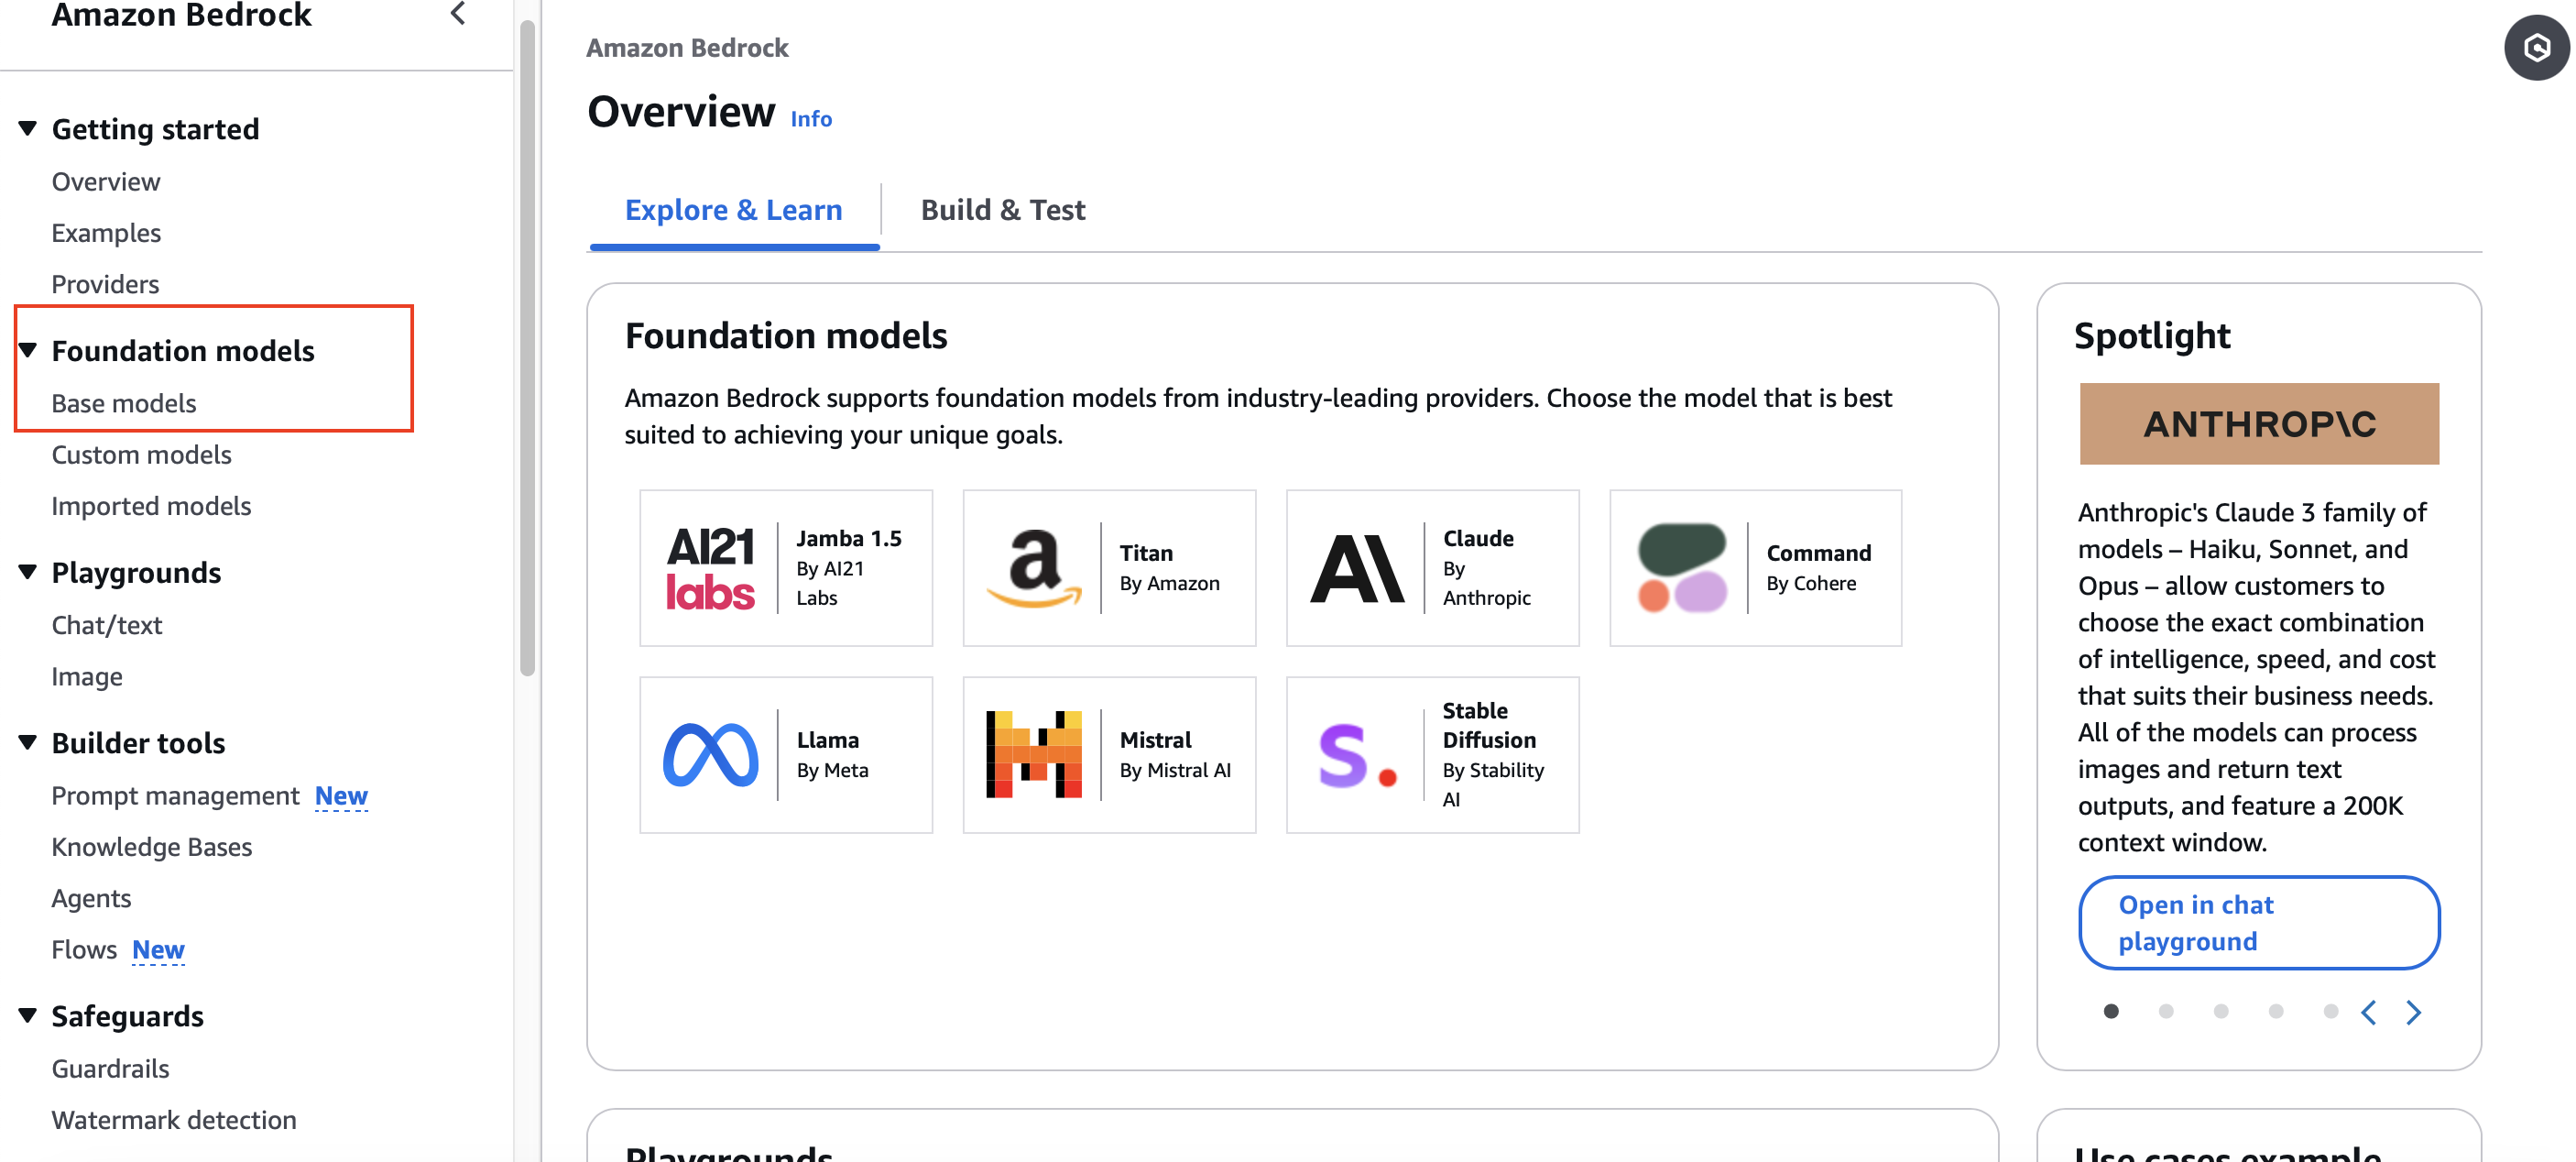 Amazon Bedrock
Getting started
Overview
Examples
Providers
Foundation models
Base models
Custom models
Imported models
Playgrounds
Chat/text
Image
Builder tools
Prompt management New
Knowledge Bases
Agents
Flows New
Safeguards
Guardrails
Watermark detection
Amazon Bedrock
Overview Info
Explore & Learn
Build & Test
Foundation models
Amazon Bedrock supports foundation models from industry-leading providers. Choose the model that is best
suited to achieving your unique goals.
AI21
labs
Jamba 1.5
By AI21
Labs
a
Titan
By Amazon
A\
Claude
By
Anthropic
Command
By Cohere
Llama
By Meta
Mistral
By Mistral AI
S.
Stable
Diffusion
By Stability
AI
Spotlight
ANTHROP\C
Anthropic's Claude 3 family of
models – Haiku, Sonnet, and
Opus – allow customers to
choose the exact combination
of intelligence, speed, and cost
that suits their business needs.
All of the models can process
images and return text
outputs, and feature a 200K
context window.
Open in chat
playground
Playgrounds
Use cases example